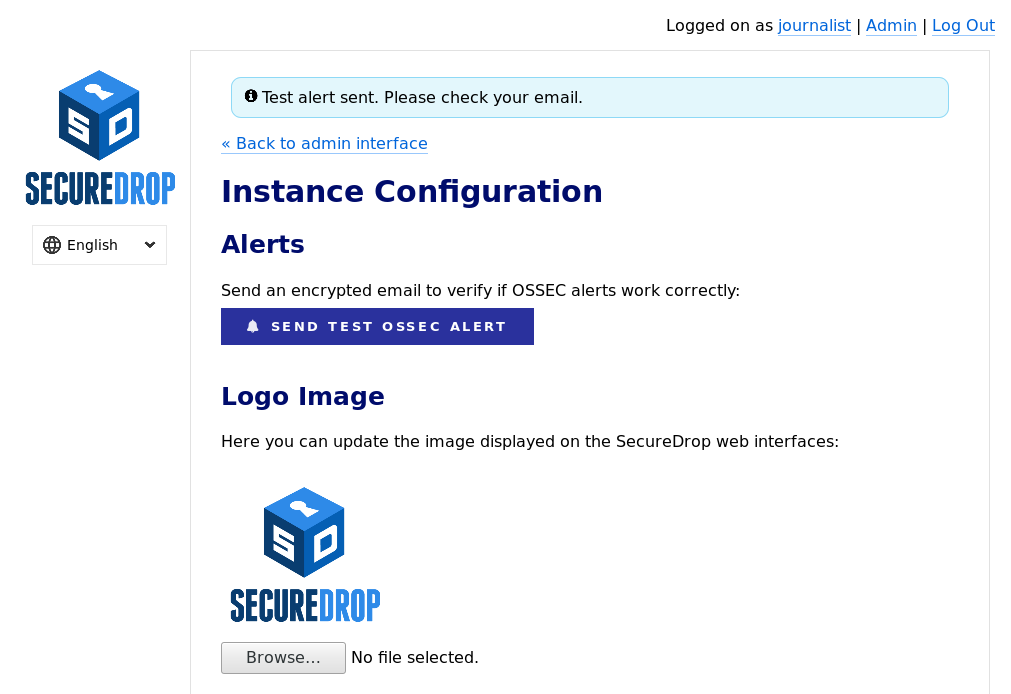 Logged on as journalist | Admin | Log Out
SD
SECUREDROP
English
Test alert sent. Please check your email.
« Back to admin interface
Instance Configuration
Alerts
Send an encrypted email to verify if OSSEC alerts work correctly:
SEND TEST OSSEC ALERT
Logo Image
Here you can update the image displayed on the SecureDrop web interfaces:
SD
SECUREDROP
Browse... No file selected.